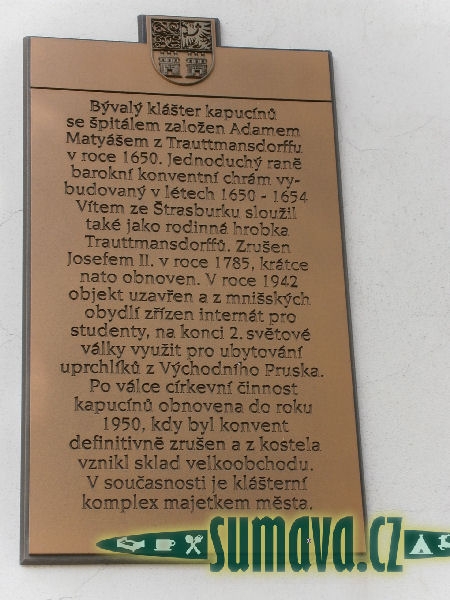 Bývalý klášter kapucínů
se špitálem založen Adamem
Matyášem z Trauttmansdorffu
v roce 1650. Jednoduchý raně
barokní konventní chrám vy-
budovaný v létech 1650 - 1654
Vítem ze Štrasburku sloužil
také jako rodinná hrobka
Trauttmansdorffů. Zrušen
Josefem II. v roce 1785, krátce
nato obnoven. V roce 1942
objekt uzavřen a z mnišských
obydlí zřízen internát pro
studenty, na konci 2. světové
války využit pro ubytování
uprchlíků z Východního Pruska.
Po válce církevní činnost
kapucínů obnovena do roku
1950, kdy byl konvent
definitivně zrušen a z kostela
vznikl sklad velkoobchodu.
V současnosti je klášterní
komplex majetkem města.
sumava.cz